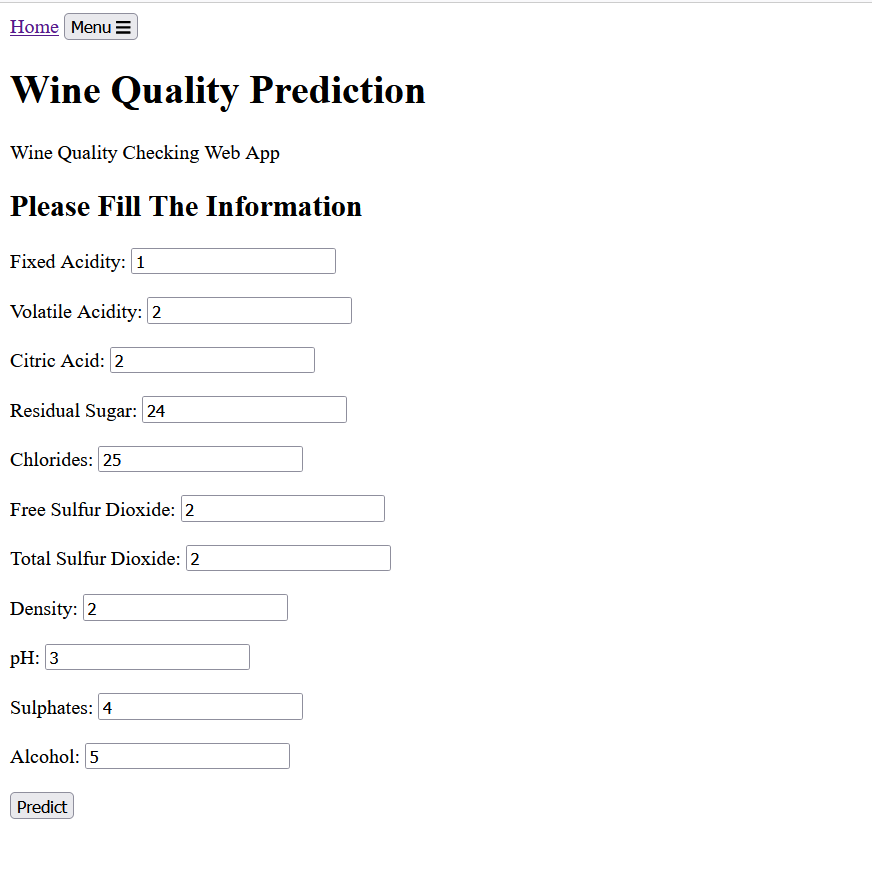 Home Menu ☰
Wine Quality Prediction
Wine Quality Checking Web App
Please Fill The Information
Fixed Acidity: 1
Volatile Acidity: 2
Citric Acid: 2
Residual Sugar: 24
Chlorides: 25
Free Sulfur Dioxide: 2
Total Sulfur Dioxide: 2
Density: 2
pH: 3
Sulphates: 4
Alcohol: 5
Predict